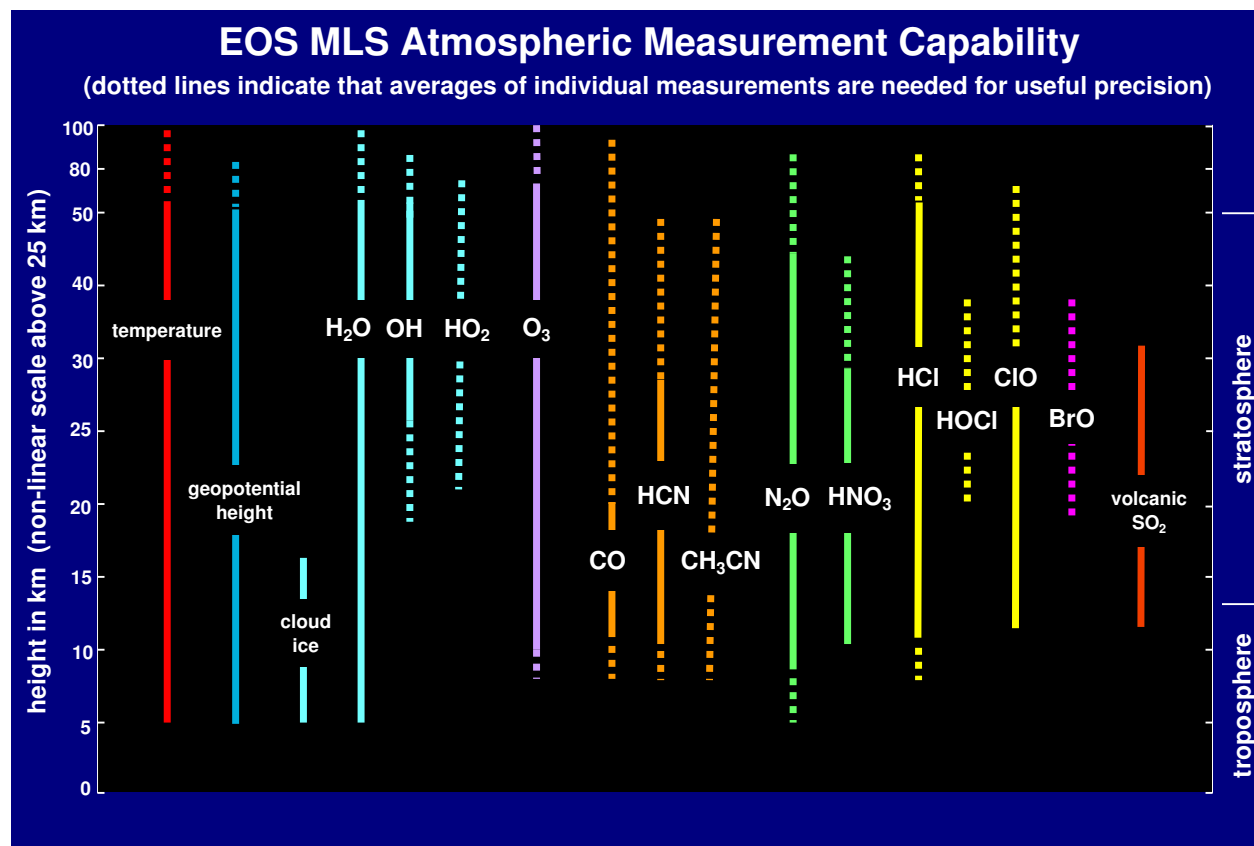 EOS MLS Atmospheric Measurement Capability
(dotted lines indicate that averages of individual measurements are needed for useful precision)
height in km (non-linear scale above 25 km)
100
80
50
40
30
25
20
15
10
5
0
temperature
geopotential
height
cloud
ice
H₂O
OH
HO₂
O₃
CO
HCN
CH₃CN
N₂O
HNO₃
HCl
HOCl
ClO
BrO
volcanic
SO₂
stratosphere
troposphere